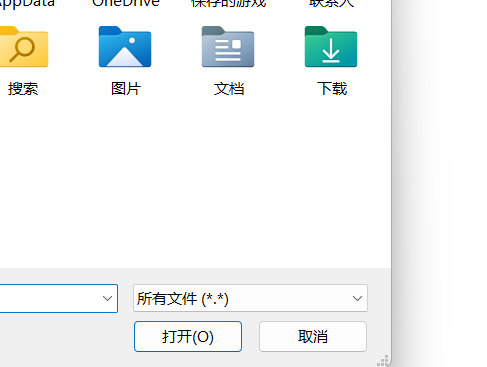 AppData OneDrive 保存的游戏 联系人
搜索 图片 文档 下载
所有文件 (*.*)
打开(O) 取消